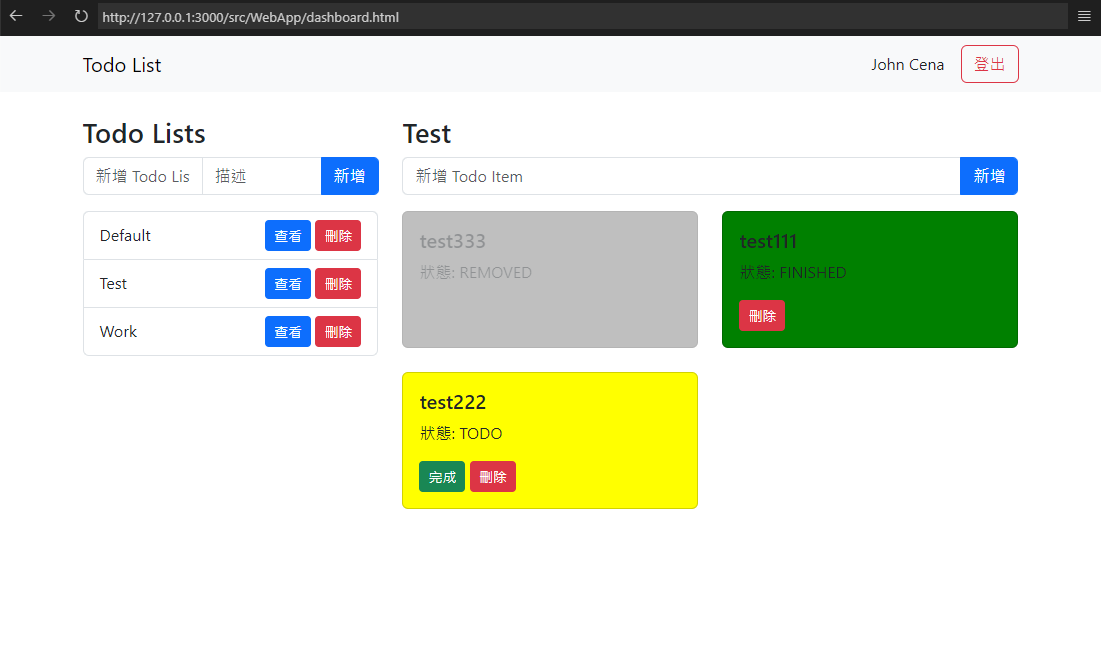 http://127.0.0.1:3000/src/WebApp/dashboard.html
Todo List
John Cena
登出
Todo Lists
新增 Todo Lis
描述
新增
Default
查看
刪除
Test
查看
刪除
Work
查看
刪除
Test
新增 Todo Item
新增
test333
狀態: REMOVED
test111
狀態: FINISHED
刪除
test222
狀態: TODO
完成
刪除